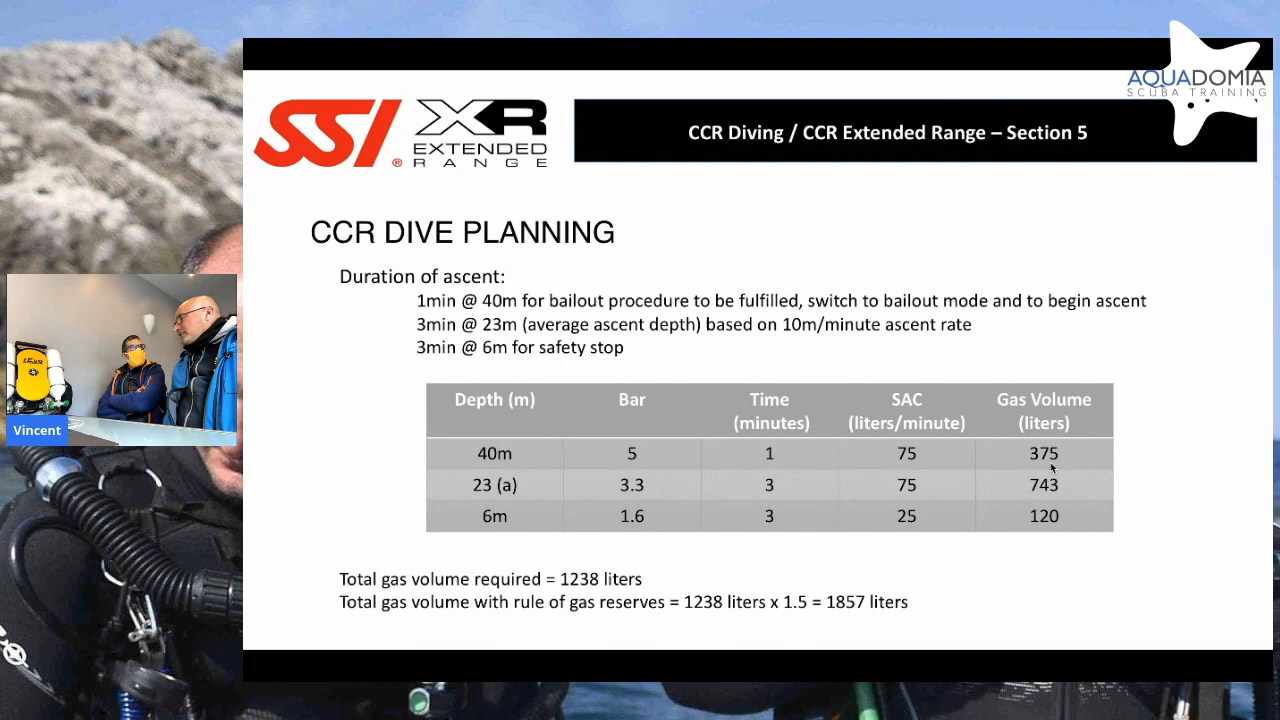 AQUADOMIA
SCUBA TRAINING
SSI® XR
EXTENDED
RANGE
CCR Diving / CCR Extended Range – Section 5
CCR DIVE PLANNING
Duration of ascent:
1min @ 40m for bailout procedure to be fulfilled, switch to bailout mode and to begin ascent
3min @ 23m (average ascent depth) based on 10m/minute ascent rate
3min @ 6m for safety stop
Depth (m) Bar Time (minutes) SAC (liters/minute) Gas Volume (liters)
40m 5 1 75 375
23 (a) 3.3 3 75 743
6m 1.6 3 25 120
Total gas volume required = 1238 liters
Total gas volume with rule of gas reserves = 1238 liters x 1.5 = 1857 liters
Vincent